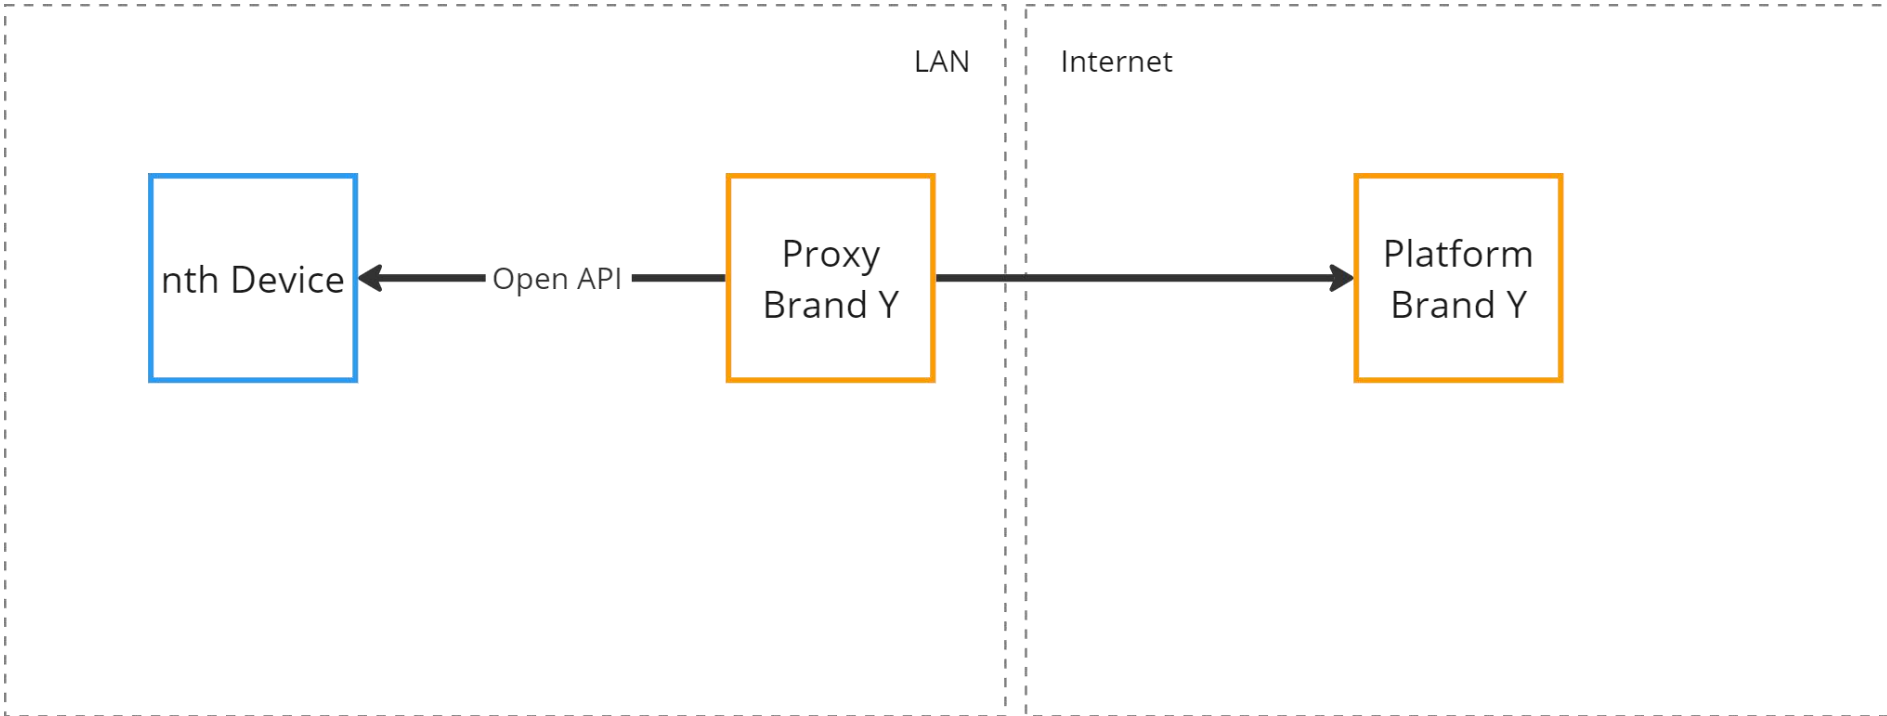 LAN
Internet
nth Device
Open API
Proxy
Brand Y
Platform
Brand Y